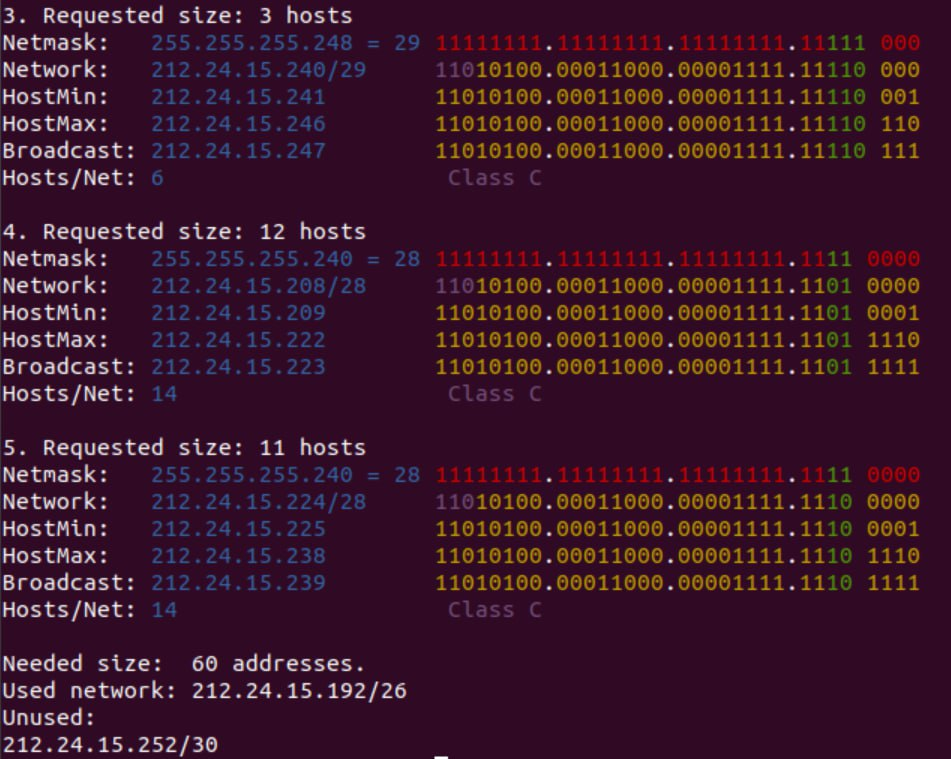 3. Requested size: 3 hosts
Netmask:   255.255.255.248 = 29 11111111.11111111.11111111.11111 000
Network:   212.24.15.240/29     11010100.00011000.00001111.11110 000
HostMin:   212.24.15.241        11010100.00011000.00001111.11110 001
HostMax:   212.24.15.246        11010100.00011000.00001111.11110 110
Broadcast: 212.24.15.247        11010100.00011000.00001111.11110 111
Hosts/Net: 6                     Class C
4. Requested size: 12 hosts
Netmask:   255.255.255.240 = 28 11111111.11111111.11111111.1111 0000
Network:   212.24.15.208/28     11010100.00011000.00001111.1101 0000
HostMin:   212.24.15.209        11010100.00011000.00001111.1101 0001
HostMax:   212.24.15.222        11010100.00011000.00001111.1101 1110
Broadcast: 212.24.15.223        11010100.00011000.00001111.1101 1111
Hosts/Net: 14                    Class C
5. Requested size: 11 hosts
Netmask:   255.255.255.240 = 28 11111111.11111111.11111111.1111 0000
Network:   212.24.15.224/28     11010100.00011000.00001111.1110 0000
HostMin:   212.24.15.225        11010100.00011000.00001111.1110 0001
HostMax:   212.24.15.238        11010100.00011000.00001111.1110 1110
Broadcast: 212.24.15.239        11010100.00011000.00001111.1110 1111
Hosts/Net: 14                    Class C
Needed size:  60 addresses.
Used network: 212.24.15.192/26
Unused:
212.24.15.252/30